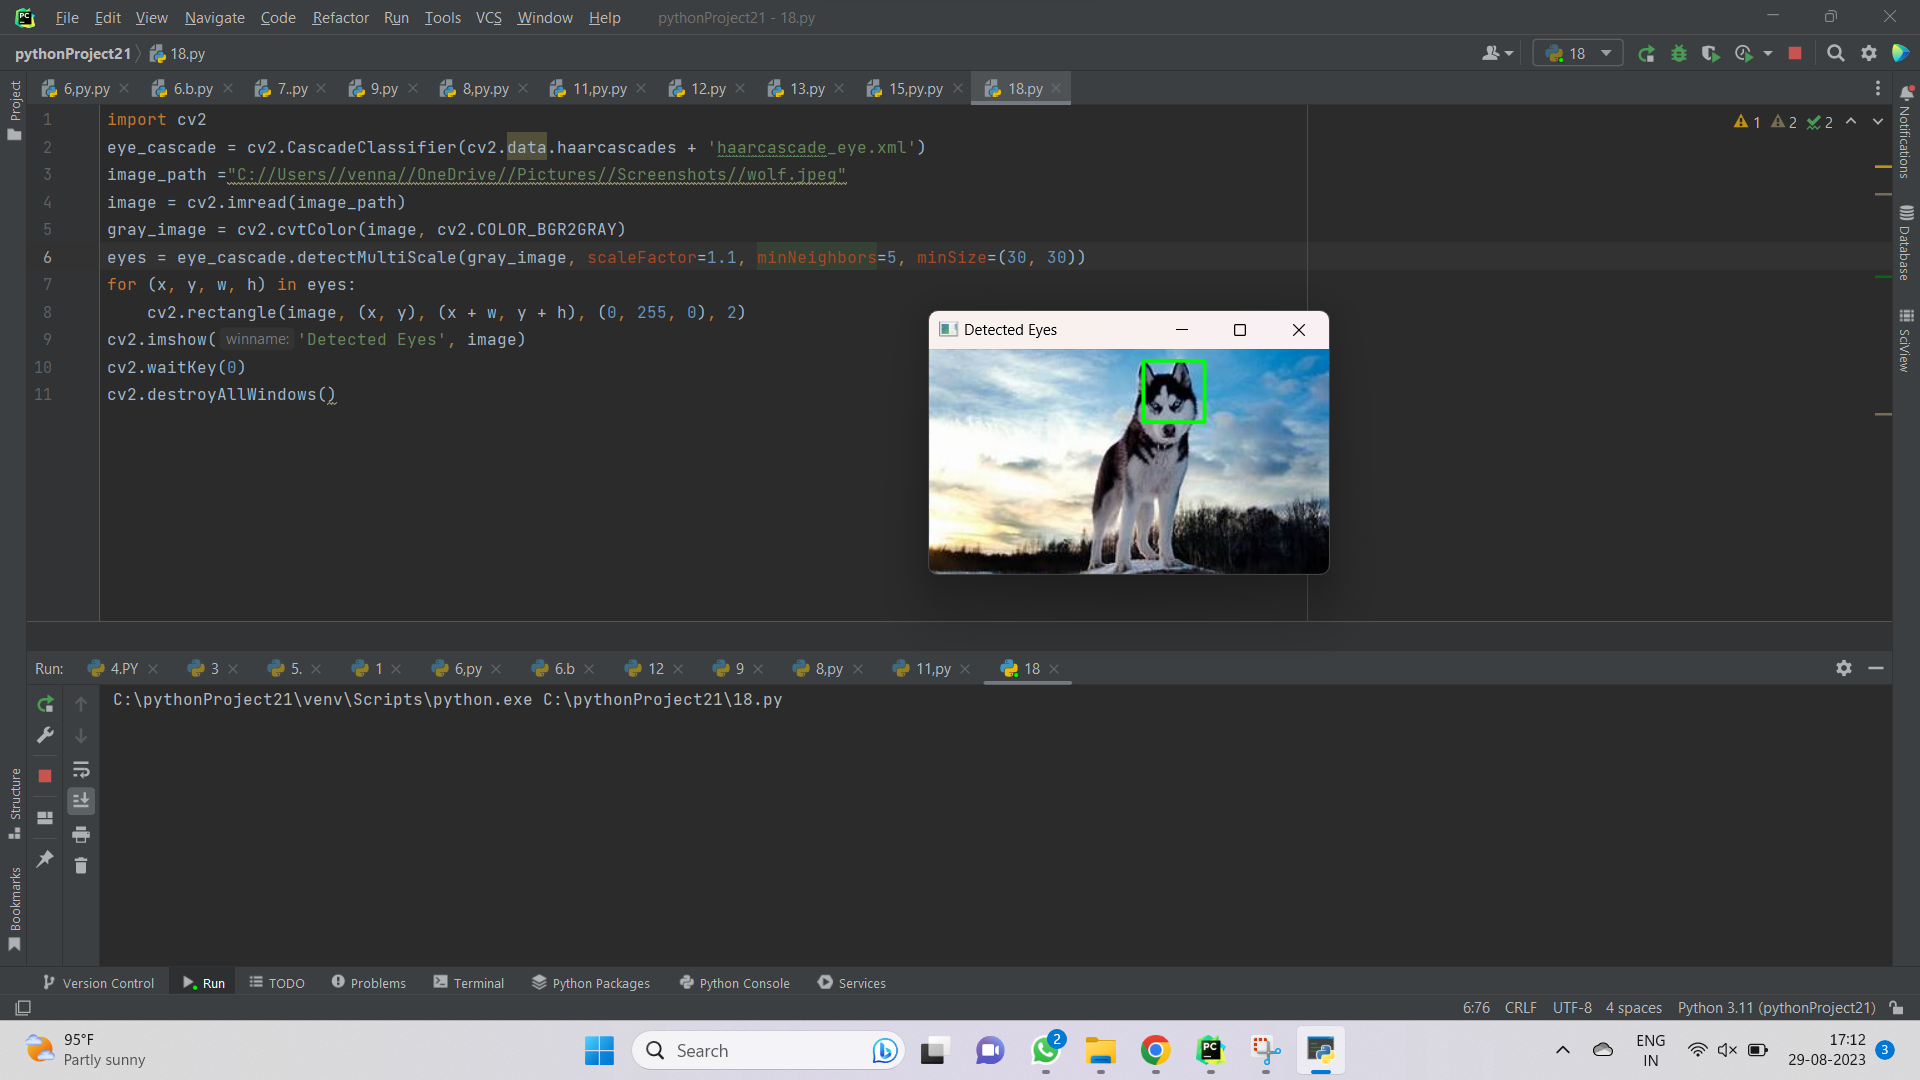 PC File Edit View Navigate Code Refactor Run Tools VCS Window Help pythonProject21 - 18.py
pythonProject21 18.py 18
6,py.py 6.b.py 7..py 9.py 8,py.py 11,py.py 12.py 13.py 15,py.py 18.py
Project
Notifications
Database
SciView
1 2 2
1 import cv2
2 eye_cascade = cv2.CascadeClassifier(cv2.data.haarcascades + 'haarcascade_eye.xml')
3 image_path ="C://Users//venna//OneDrive//Pictures//Screenshots//wolf.jpeg"
4 image = cv2.imread(image_path)
5 gray_image = cv2.cvtColor(image, cv2.COLOR_BGR2GRAY)
6 eyes = eye_cascade.detectMultiScale(gray_image, scaleFactor=1.1, minNeighbors=5, minSize=(30, 30))
7 for (x, y, w, h) in eyes:
8 cv2.rectangle(image, (x, y), (x + w, y + h), (0, 255, 0), 2)
9 cv2.imshow( winname: 'Detected Eyes', image)
10 cv2.waitKey(0)
11 cv2.destroyAllWindows()
Detected Eyes
Run: 4.PY 3 5. 1 6,py 6.b 12 9 8,py 11,py 18
C:\pythonProject21\venv\Scripts\python.exe C:\pythonProject21\18.py
Structure
Bookmarks
Version Control Run TODO Problems Terminal Python Packages Python Console Services
6:76 CRLF UTF-8 4 spaces Python 3.11 (pythonProject21)
95°F
Partly sunny
Search
2
PC
ENG
IN
17:12
29-08-2023
3